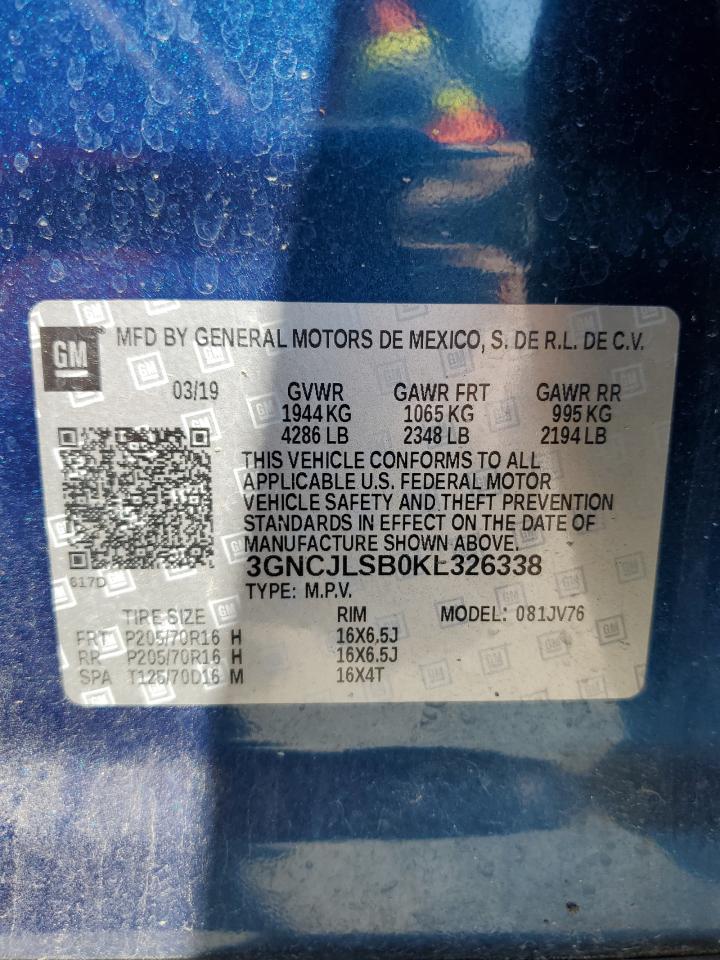 GM
MFD BY GENERAL MOTORS DE MEXICO, S. DE R.L. DE C.V.
03/19 GVWR GAWR FRT GAWR RR
1944 KG 1065 KG 995 KG
4286 LB 2348 LB 2194 LB
THIS VEHICLE CONFORMS TO ALL
APPLICABLE U.S. FEDERAL MOTOR
VEHICLE SAFETY AND THEFT PREVENTION
STANDARDS IN EFFECT ON THE DATE OF
MANUFACTURE SHOWN ABOVE.
3GNCJLSB0KL326338
617D
TYPE: M.P.V.
TIRE SIZE RIM MODEL: 081JV76
FRT P205/70R16 H 16X6.5J
RR P205/70R16 H 16X6.5J
SPA T125/70D16 M 16X4T